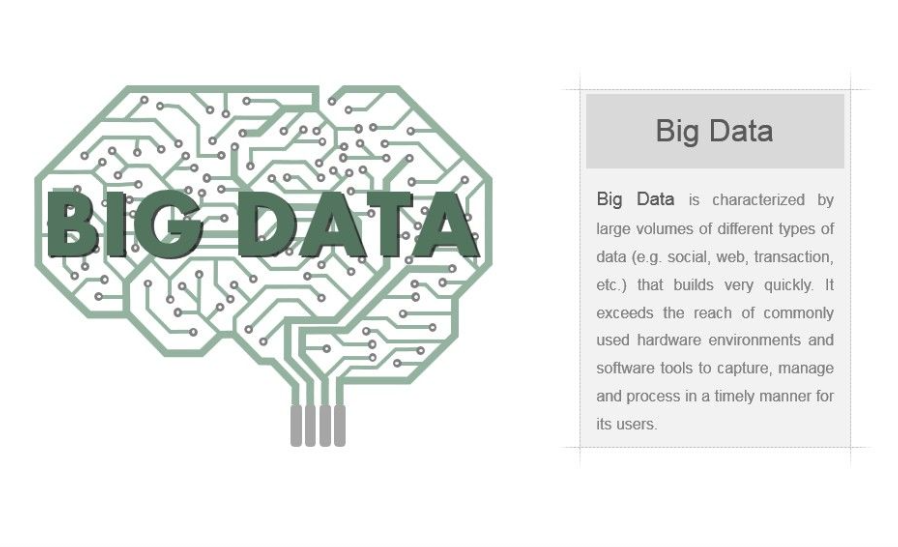 BIG DATA
Big Data
Big Data is characterized by
large volumes of different types of
data (e.g. social, web, transaction,
etc.) that builds very quickly. It
exceeds the reach of commonly
used hardware environments and
software tools to capture, manage
and process in a timely manner for
its users.